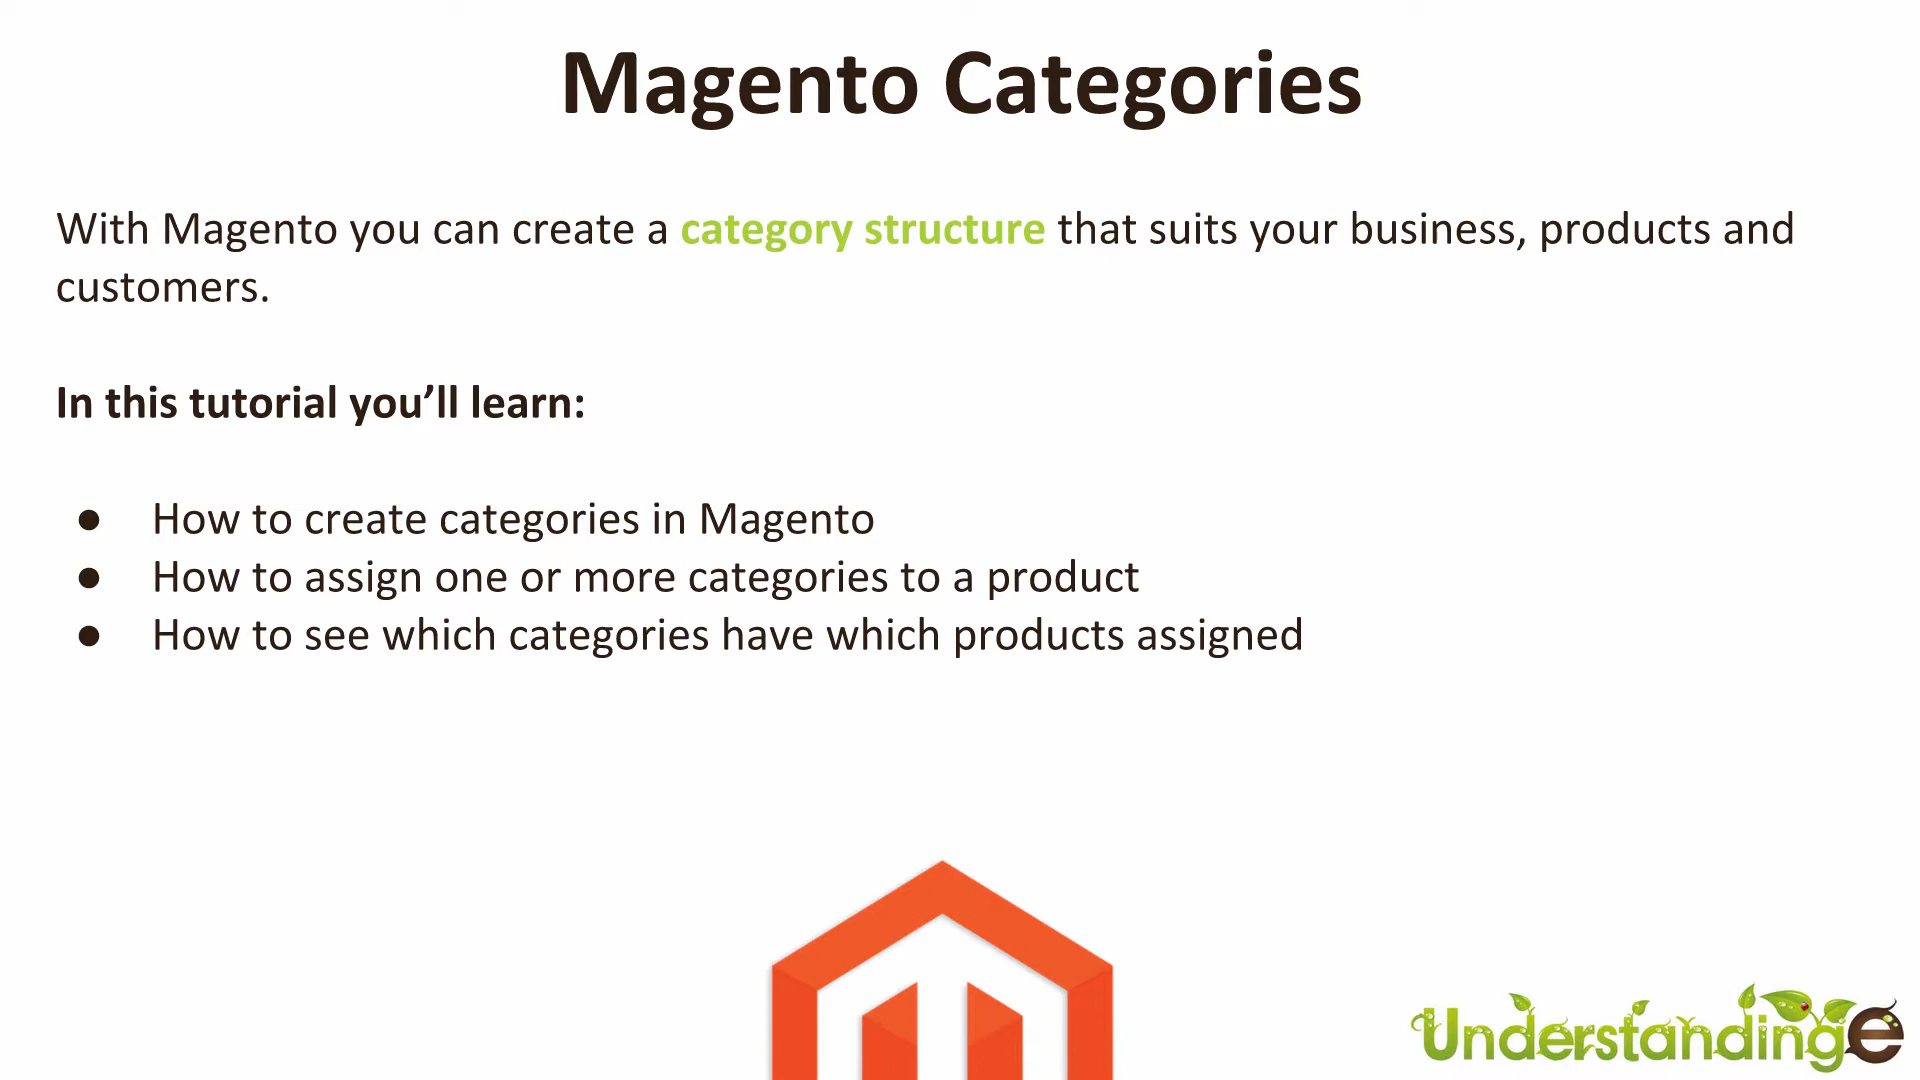 Magento Categories
With Magento you can create a category structure that suits your business, products and
customers.
In this tutorial you’ll learn:
● How to create categories in Magento
● How to assign one or more categories to a product
● How to see which categories have which products assigned
Understandinge